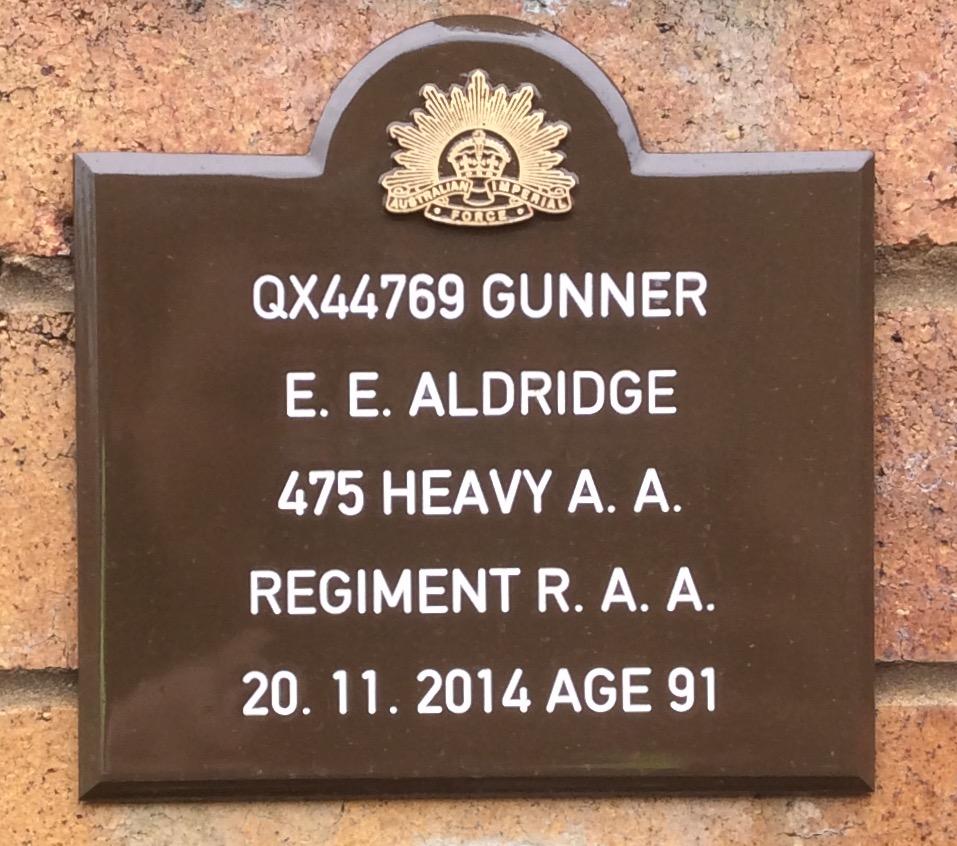 AUSTRALIAN IMPERIAL
FORCE
QX44769 GUNNER
E. E. ALDRIDGE
475 HEAVY A. A.
REGIMENT R. A. A.
20. 11. 2014 AGE 91